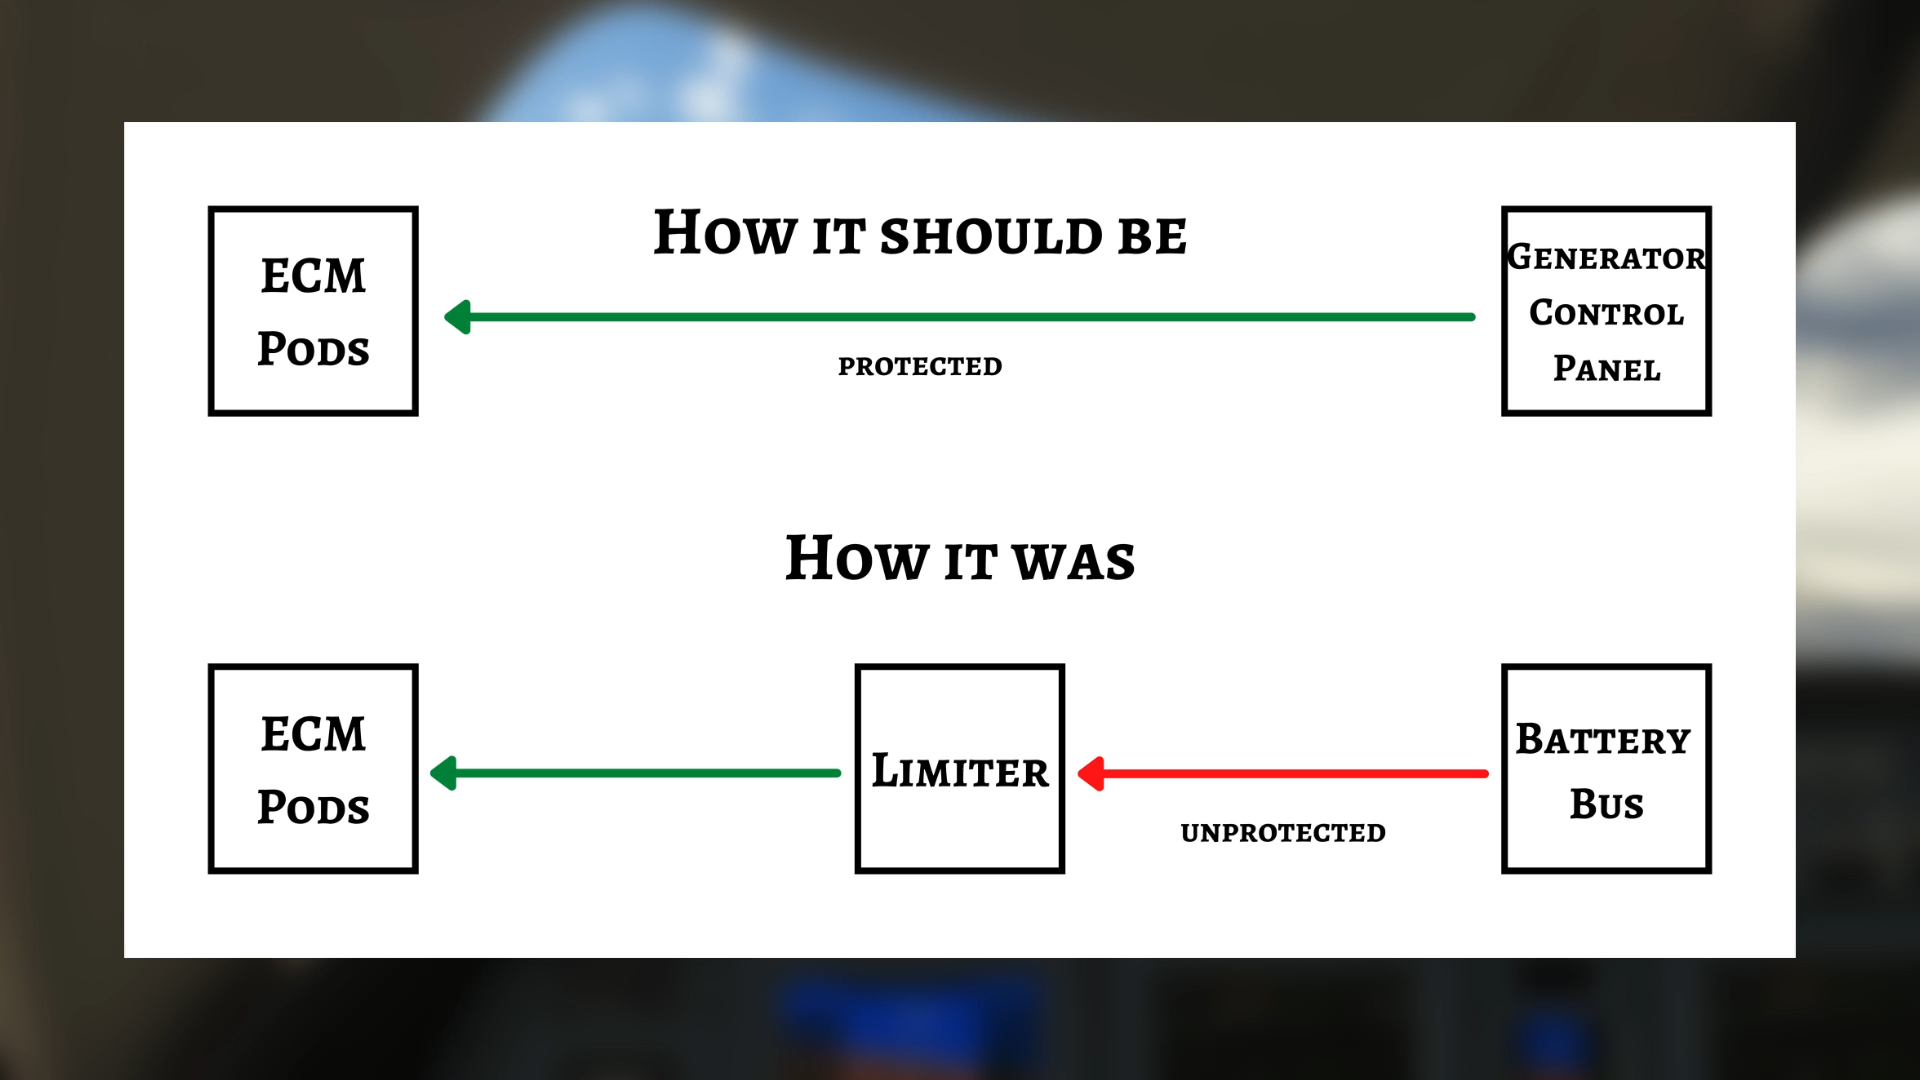 How it should be
ECM
Pods
protected
Generator
Control
Panel
How it was
ECM
Pods
Limiter
unprotected
Battery
Bus